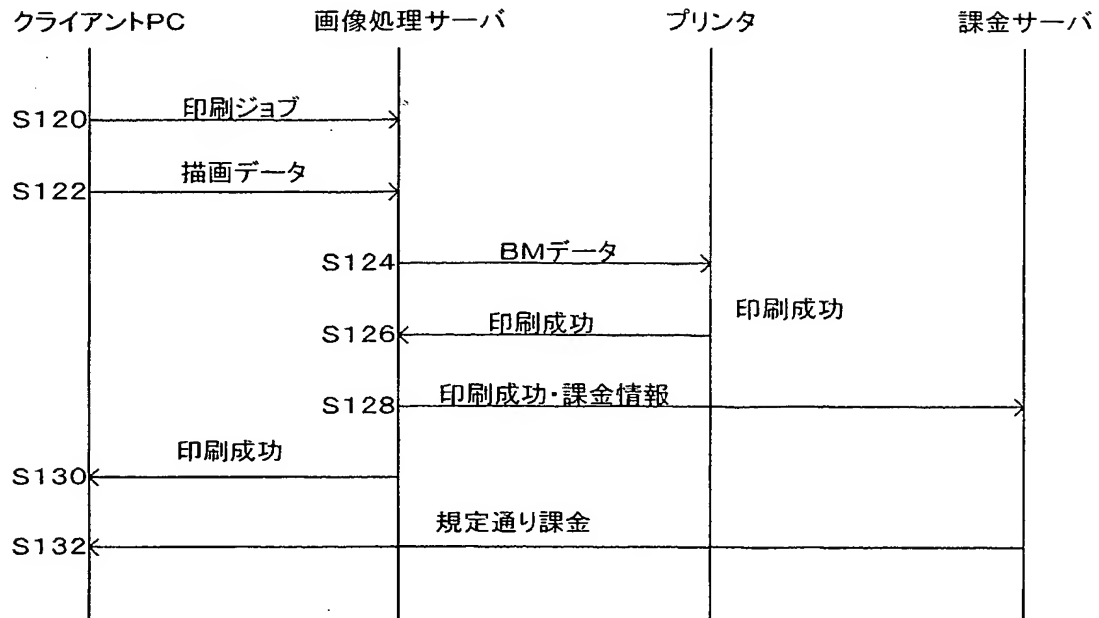 クライアントPC 画像処理サーバ プリンタ 課金サーバ
S120 印刷ジョブ
S122 描画データ
S124 BMデータ
印刷成功
S126 印刷成功
S128 印刷成功・課金情報
S130 印刷成功
S132 規定通り課金